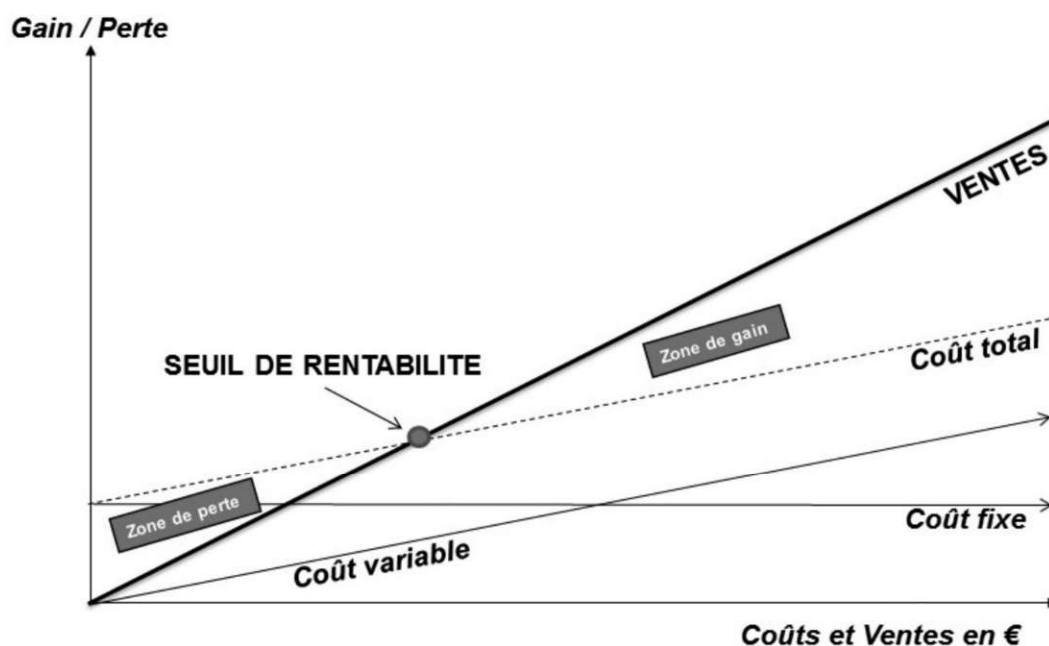 Gain / Perte
VENTES
Zone de gain
SEUIL DE RENTABILITE
Coût total
Zone de perte
Coût fixe
Coût variable
Coûts et Ventes en €